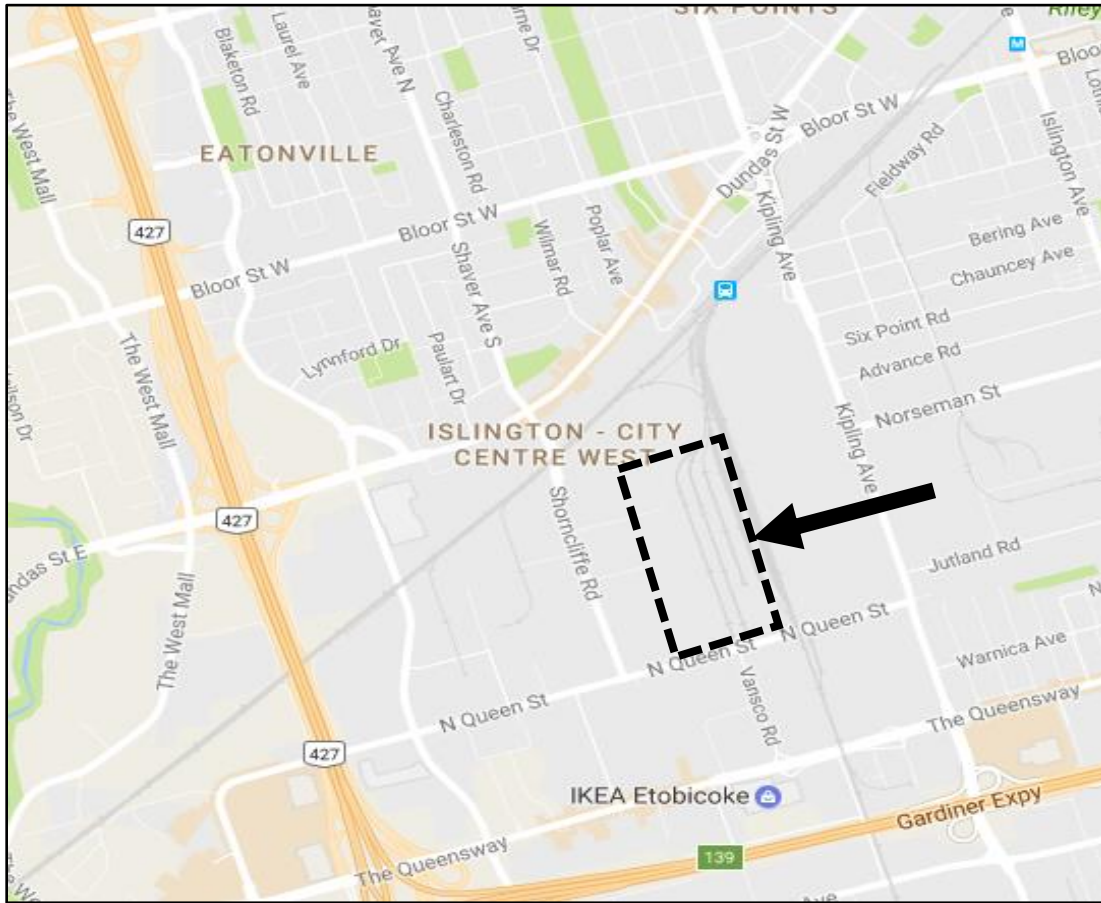 SIX POINTS
Riley
Blaketon Rd
Laurel Ave
Shaver Ave N
Charleston Rd
rne Dr
Dundas St W
Bloor St W
Bloo
Fieldway Rd
Islington Ave
The West Mall
EATONVILLE
427
Bloor St W
Bloor St W
Shaver Ave S
Wilmar Rd
Poplar Ave
Kipling Ave
Bering Ave
Chauncey Ave
The West Mall
Lynnford Dr
Paulart Dr
Six Point Rd
Advance Rd
Norseman St
ISLINGTON - CITY
CENTRE WEST
Kipling Ave
427
Shorncliffe Rd
Jutland Rd
ndas St E
The West Mall
N Queen St
N Queen St
Warnica Ave
N Queen St
Vansco Rd
The Queensway
427
IKEA Etobicoke
Gardiner Expy
The Queensway
139